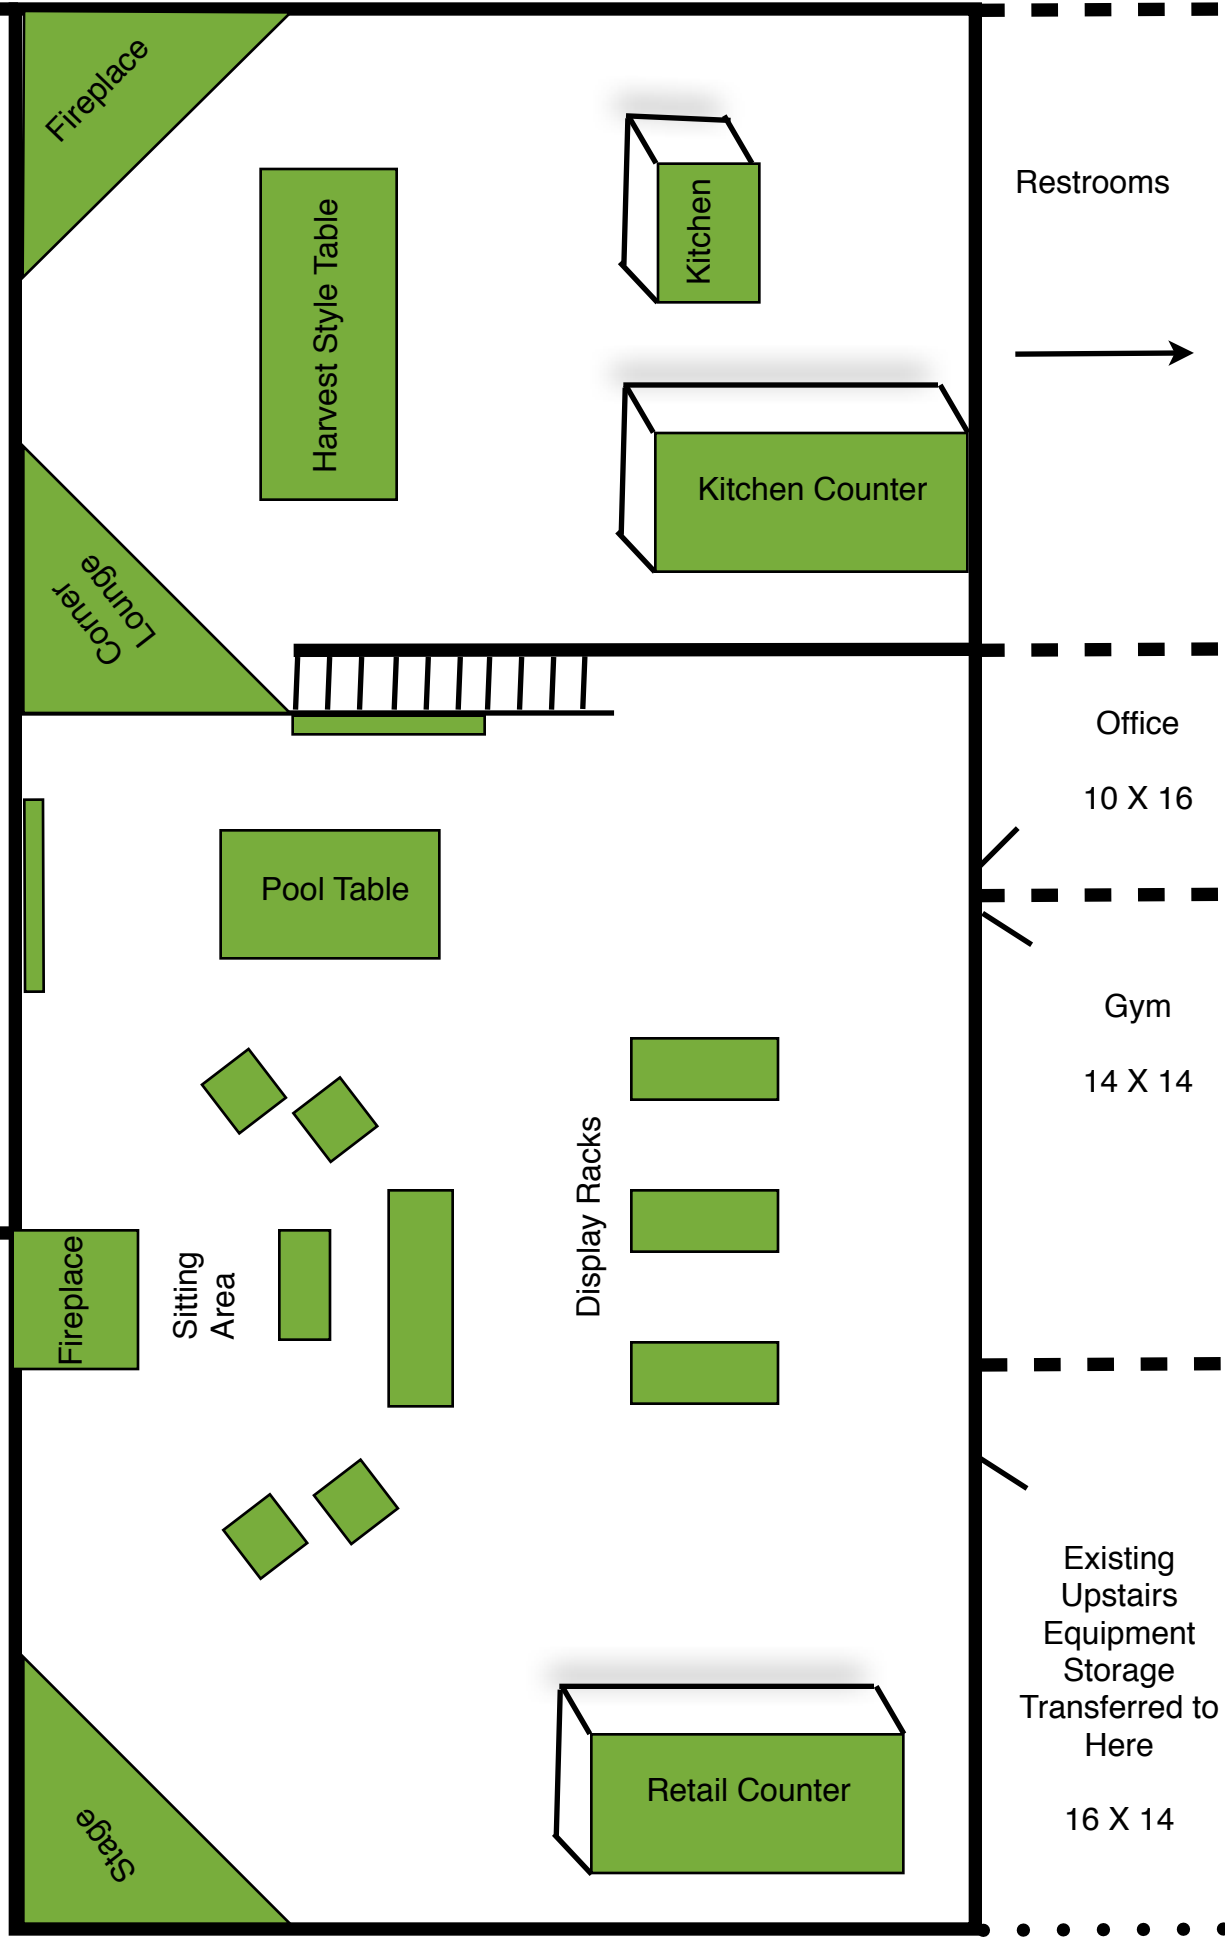 Fireplace
Restrooms
Kitchen
Harvest Style Table
Kitchen Counter
Corner
Lounge
Office
10 X 16
Pool Table
Gym
14 X 14
Display Racks
Fireplace
Sitting
Area
Existing
Upstairs
Equipment
Storage
Transferred to
Here
16 X 14
Retail Counter
Stage